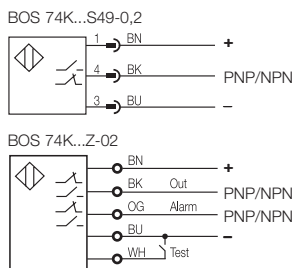 BOS 74K...S49-0,2
1 BN +
4 BK PNP/NPN
3 BU –
BOS 74K...Z-02
BN +
BK Out PNP/NPN
OG Alarm PNP/NPN
BU –
WH Test